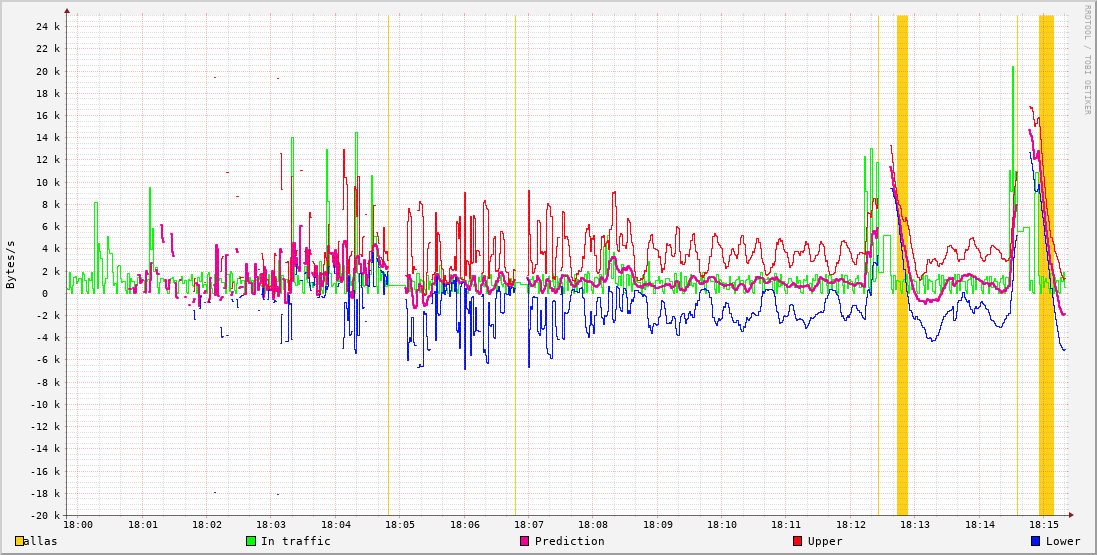 RRDTOOL / TOBI OETIKER
Bytes/s
24 k
22 k
20 k
18 k
16 k
14 k
12 k
10 k
8 k
6 k
4 k
2 k
0
-2 k
-4 k
-6 k
-8 k
-10 k
-12 k
-14 k
-16 k
-18 k
-20 k
18:00 18:01 18:02 18:03 18:04 18:05 18:06 18:07 18:08 18:09 18:10 18:11 18:12 18:13 18:14 18:15
allas In traffic Prediction Upper Lower